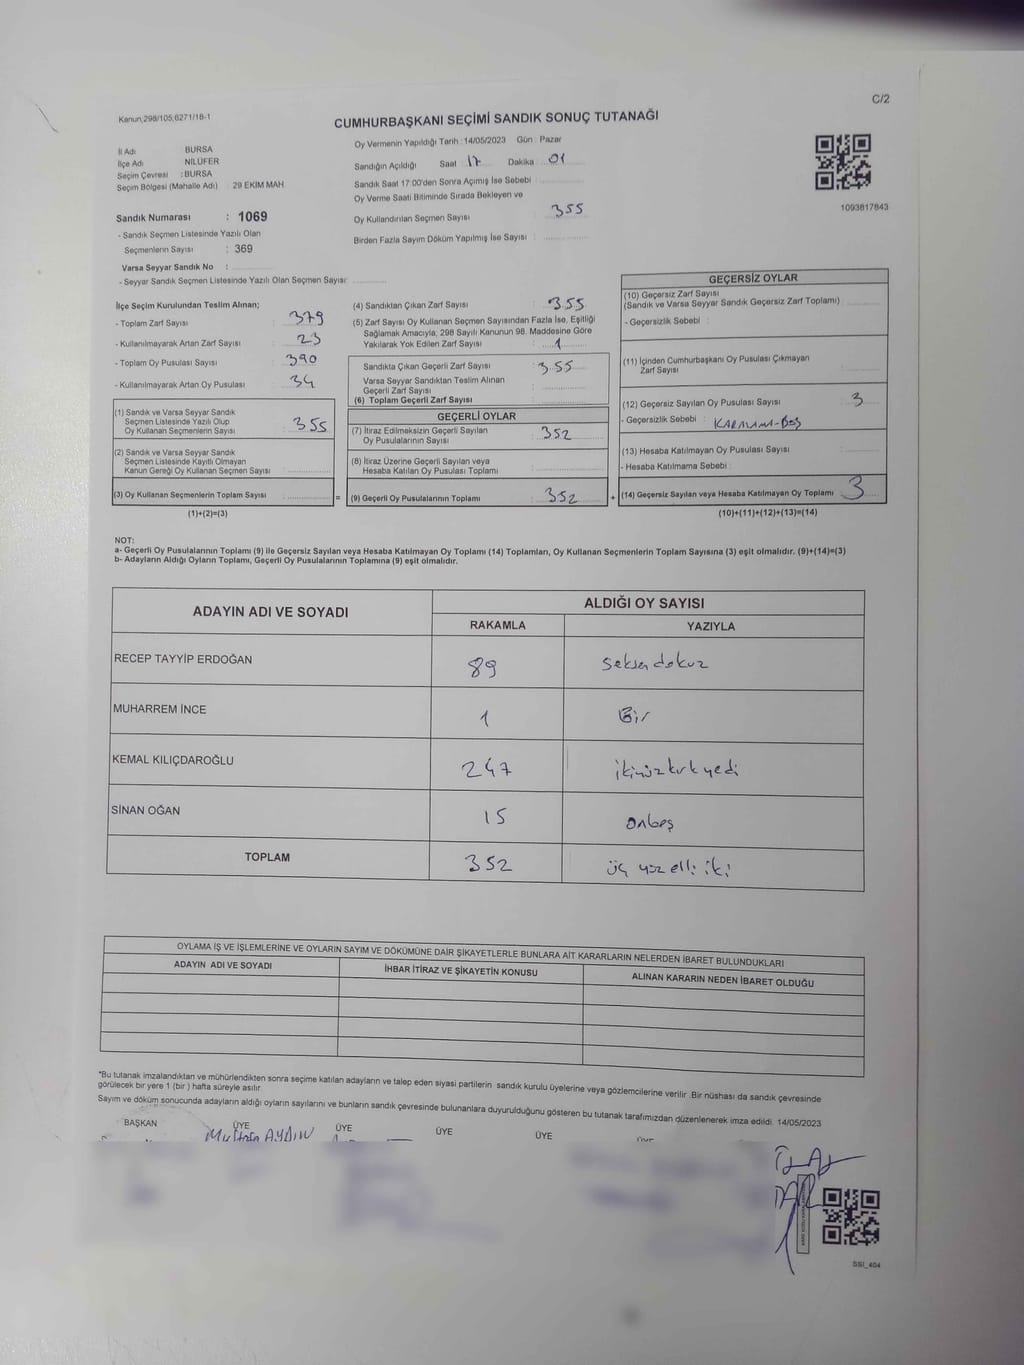 C/2
Kanun,298/105,6271/18-1
CUMHURBAŞKANI SEÇİMİ SANDIK SONUÇ TUTANAĞI
İl Adı BURSA
İlçe Adı NİLÜFER
Seçim Çevresi : BURSA
Seçim Bölgesi (Mahalle Adı) : 29 EKİM MAH
Sandık Numarası : 1069
- Sandık Seçmen Listesinde Yazılı Olan
Seçmenlerin Sayısı : 369
Varsa Seyyar Sandık No :
- Seyyar Sandık Seçmen Listesinde Yazılı Olan Seçmen Sayısı:
Oy Vermenin Yapıldığı Tarih : 14/05/2023 Gün : Pazar
Sandığın Açıldığı Saat 17 Dakika 01
Sandık Saat 17:00'den Sonra Açımış İse Sebebi :
Oy Verme Saati Bitiminde Sırada Bekleyen ve
Oy Kullandırılan Seçmen Sayısı : 355
Birden Fazla Sayım Döküm Yapılmış İse Sayısı :
1093817843
İlçe Seçim Kurulundan Teslim Alınan;
- Toplam Zarf Sayısı : 379
- Kullanılmayarak Artan Zarf Sayısı : 23
- Toplam Oy Pusulası Sayısı : 390
- Kullanılmayarak Artan Oy Pusulası : 34
(1) Sandık ve Varsa Seyyar Sandık
Seçmen Listesinde Yazılı Olup
Oy Kullanan Seçmenlerin Sayısı : 355
(2) Sandık ve Varsa Seyyar Sandık
Seçmen Listesinde Kayıtlı Olmayan
Kanun Gereği Oy Kullanan Seçmen Sayısı :
(3) Oy Kullanan Seçmenlerin Toplam Sayısı : =
(1)+(2)=(3)
(4) Sandıktan Çıkan Zarf Sayısı : 355
(5) Zarf Sayısı Oy Kullanan Seçmen Sayısından Fazla İse, Eşitliği
Sağlamak Amacıyla, 298 Sayılı Kanunun 98. Maddesine Göre
Yakılarak Yok Edilen Zarf Sayısı : 1
Sandıkta Çıkan Geçerli Zarf Sayısı : 355
Varsa Seyyar Sandıktan Teslim Alınan
Geçerli Zarf Sayısı :
(6) Toplam Geçerli Zarf Sayısı :
GEÇERLİ OYLAR
(7) İtiraz Edilmeksizin Geçerli Sayılan
Oy Pusulalarının Sayısı : 352
(8) İtiraz Üzerine Geçerli Sayılan veya
Hesaba Katılan Oy Pusulası Toplamı :
(9) Geçerli Oy Pusulalarının Toplamı : 352 +
GEÇERSİZ OYLAR
(10) Geçersiz Zarf Sayısı
(Sandık ve Varsa Seyyar Sandık Geçersiz Zarf Toplamı) :
- Geçersizlik Sebebi :
(11) İçinden Cumhurbaşkanı Oy Pusulası Çıkmayan
Zarf Sayısı :
(12) Geçersiz Sayılan Oy Pusulası Sayısı : 3
- Geçersizlik Sebebi :
(13) Hesaba Katılmayan Oy Pusulası Sayısı :
- Hesaba Katılmama Sebebi :
(14) Geçersiz Sayılan veya Hesaba Katılmayan Oy Toplamı : 3
(10)+(11)+(12)+(13)=(14)
NOT:
a- Geçerli Oy Pusulalarının Toplamı (9) ile Geçersiz Sayılan veya Hesaba Katılmayan Oy Toplamı (14) Toplamları, Oy Kullanan Seçmenlerin Toplam Sayısına (3) eşit olmalıdır. (9)+(14)=(3)
b- Adayların Aldığı Oyların Toplamı, Geçerli Oy Pusulalarının Toplamına (9) eşit olmalıdır.
ADAYIN ADI VE SOYADI ALDIĞI OY SAYISI
RAKAMLA YAZIYLA
RECEP TAYYİP ERDOĞAN 89 seksendokuz
MUHARREM İNCE 1 Bir
KEMAL KILIÇDAROĞLU 247 ikiyüzkırkyedi
SİNAN OĞAN 15 onbeş
TOPLAM 352 üç yüz elli iki
OYLAMA İŞ VE İŞLEMLERİNE VE OYLARIN SAYIM VE DÖKÜMÜNE DAİR ŞİKAYETLERLE BUNLARA AİT KARARLARIN NELERDEN İBARET BULUNDUKLARI
ADAYIN ADI VE SOYADI İHBAR İTİRAZ VE ŞİKAYETİN KONUSU ALINAN KARARIN NEDEN İBARET OLDUĞU
*Bu tutanak imzalandıktan ve mühürlendikten sonra seçime katılan adayların ve talep eden siyasi partilerin sandık kurulu üyelerine veya gözlemcilerine verilir .Bir nüshası da sandık çevresinde
görülecek bir yere 1 (bir ) hafta süreyle asılır.
Sayım ve döküm sonucunda adayların aldığı oyların sayılarını ve bunların sandık çevresinde bulunanlara duyurulduğunu gösteren bu tutanak tarafımızdan düzenlenerek imza edildi. 14/05/2023
BAŞKAN ÜYE ÜYE ÜYE ÜYE
Mustafa AYDIN
SSİ_404